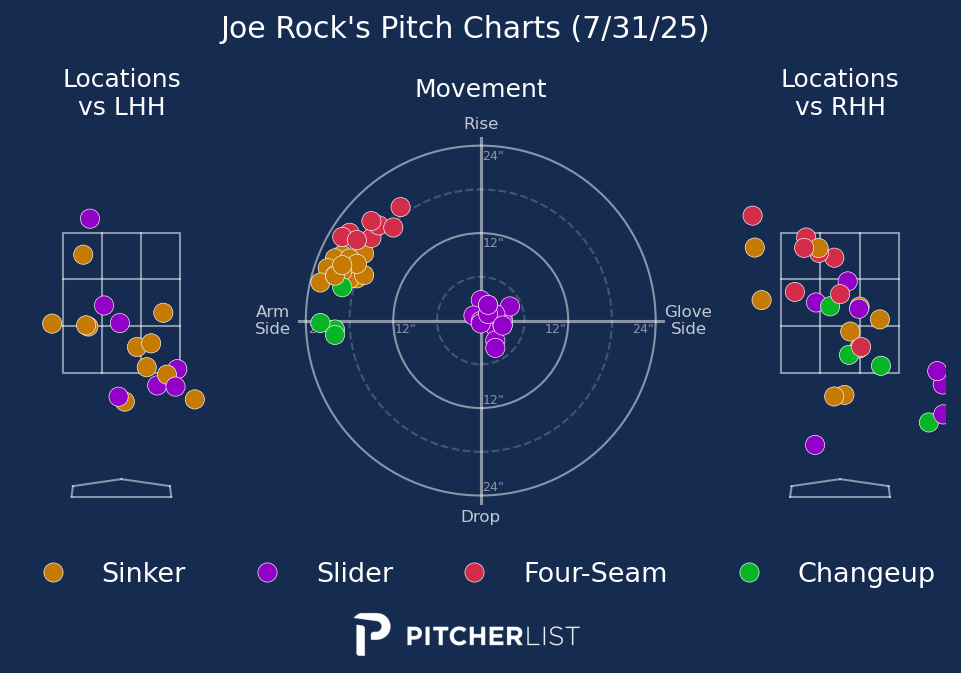 Joe Rock's Pitch Charts (7/31/25)
Locations
vs LHH
Movement
Locations
vs RHH
Rise
24"
12"
Arm
Side
12"
12"
24"
Glove
Side
12"
24"
Drop
Sinker
Slider
Four-Seam
Changeup
PITCHERLIST